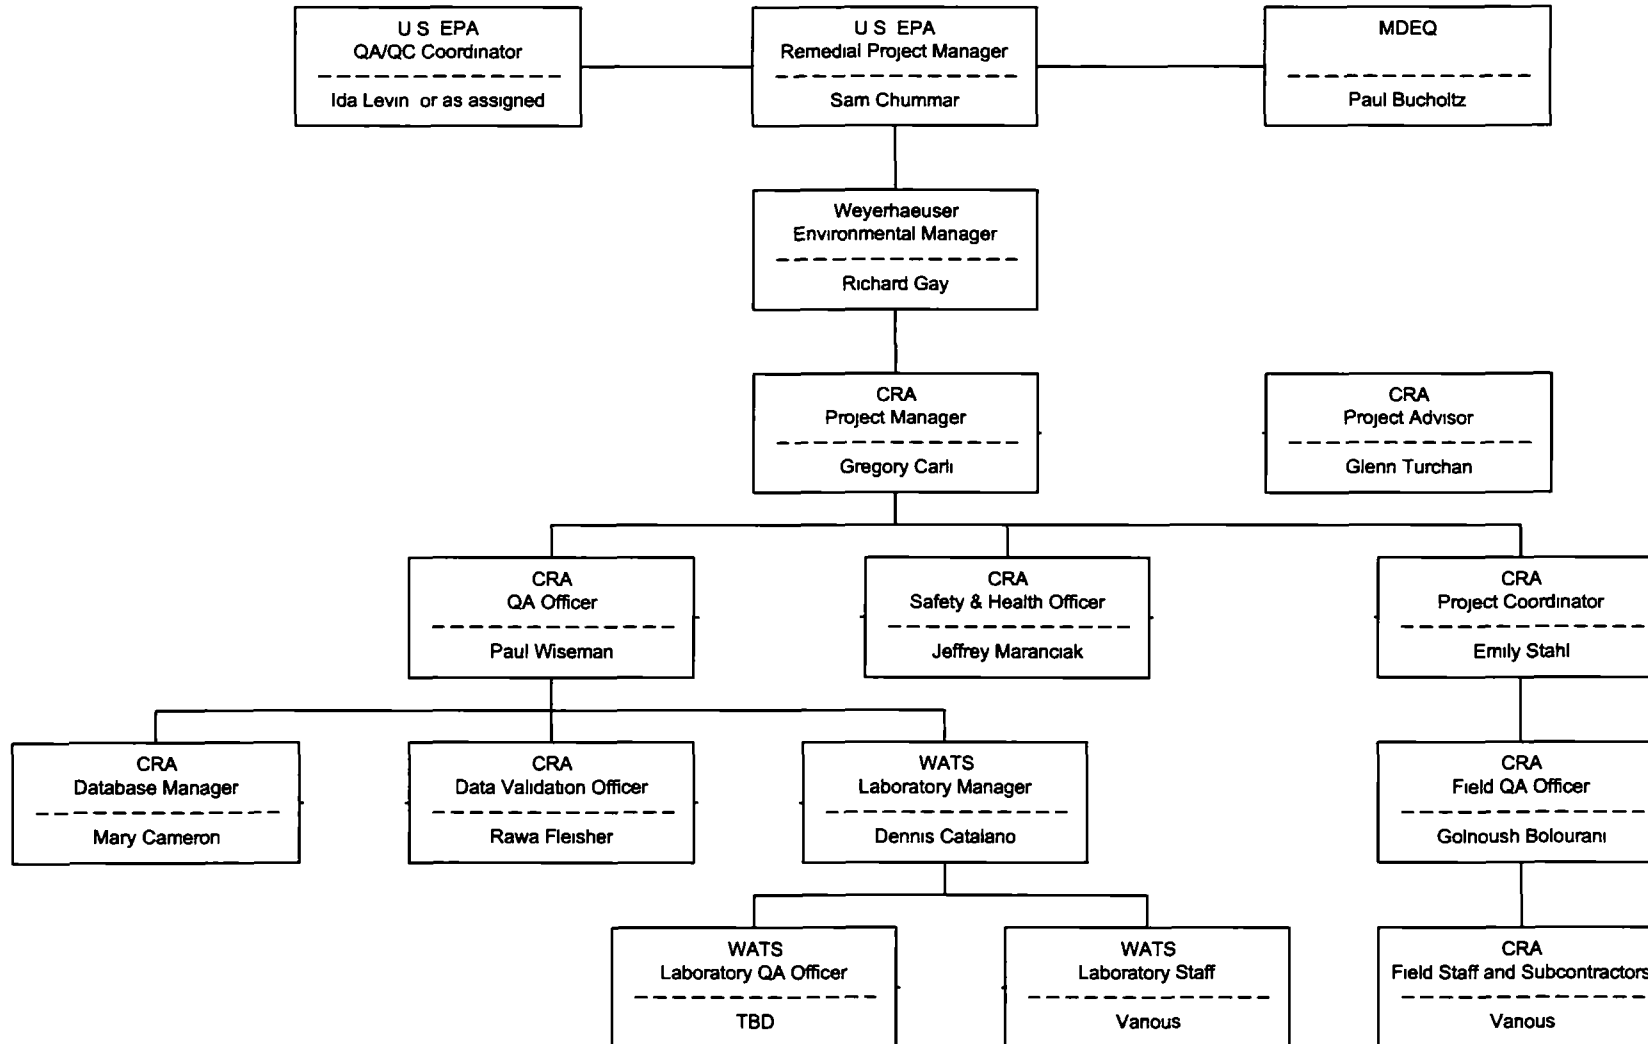 U S EPA
QA/QC Coordinator
Ida Levin or as assigned
U S EPA
Remedial Project Manager
Sam Chummar
MDEQ
Paul Bucholtz
Weyerhaeuser
Environmental Manager
Richard Gay
CRA
Project Manager
Gregory Carli
CRA
Project Advisor
Glenn Turchan
CRA
QA Officer
Paul Wiseman
CRA
Safety & Health Officer
Jeffrey Maranciak
CRA
Project Coordinator
Emily Stahl
CRA
Database Manager
Mary Cameron
CRA
Data Validation Officer
Rawa Fleisher
WATS
Laboratory Manager
Dennis Catalano
CRA
Field QA Officer
Golnoush Bolourani
WATS
Laboratory QA Officer
TBD
WATS
Laboratory Staff
Vanous
CRA
Field Staff and Subcontractors
Vanous